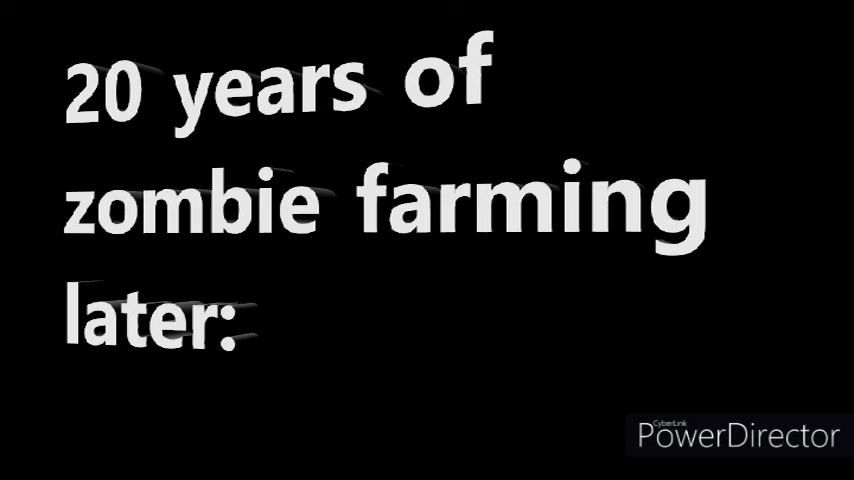 20 years of
zombie farming
later:
CyberLink
PowerDirector